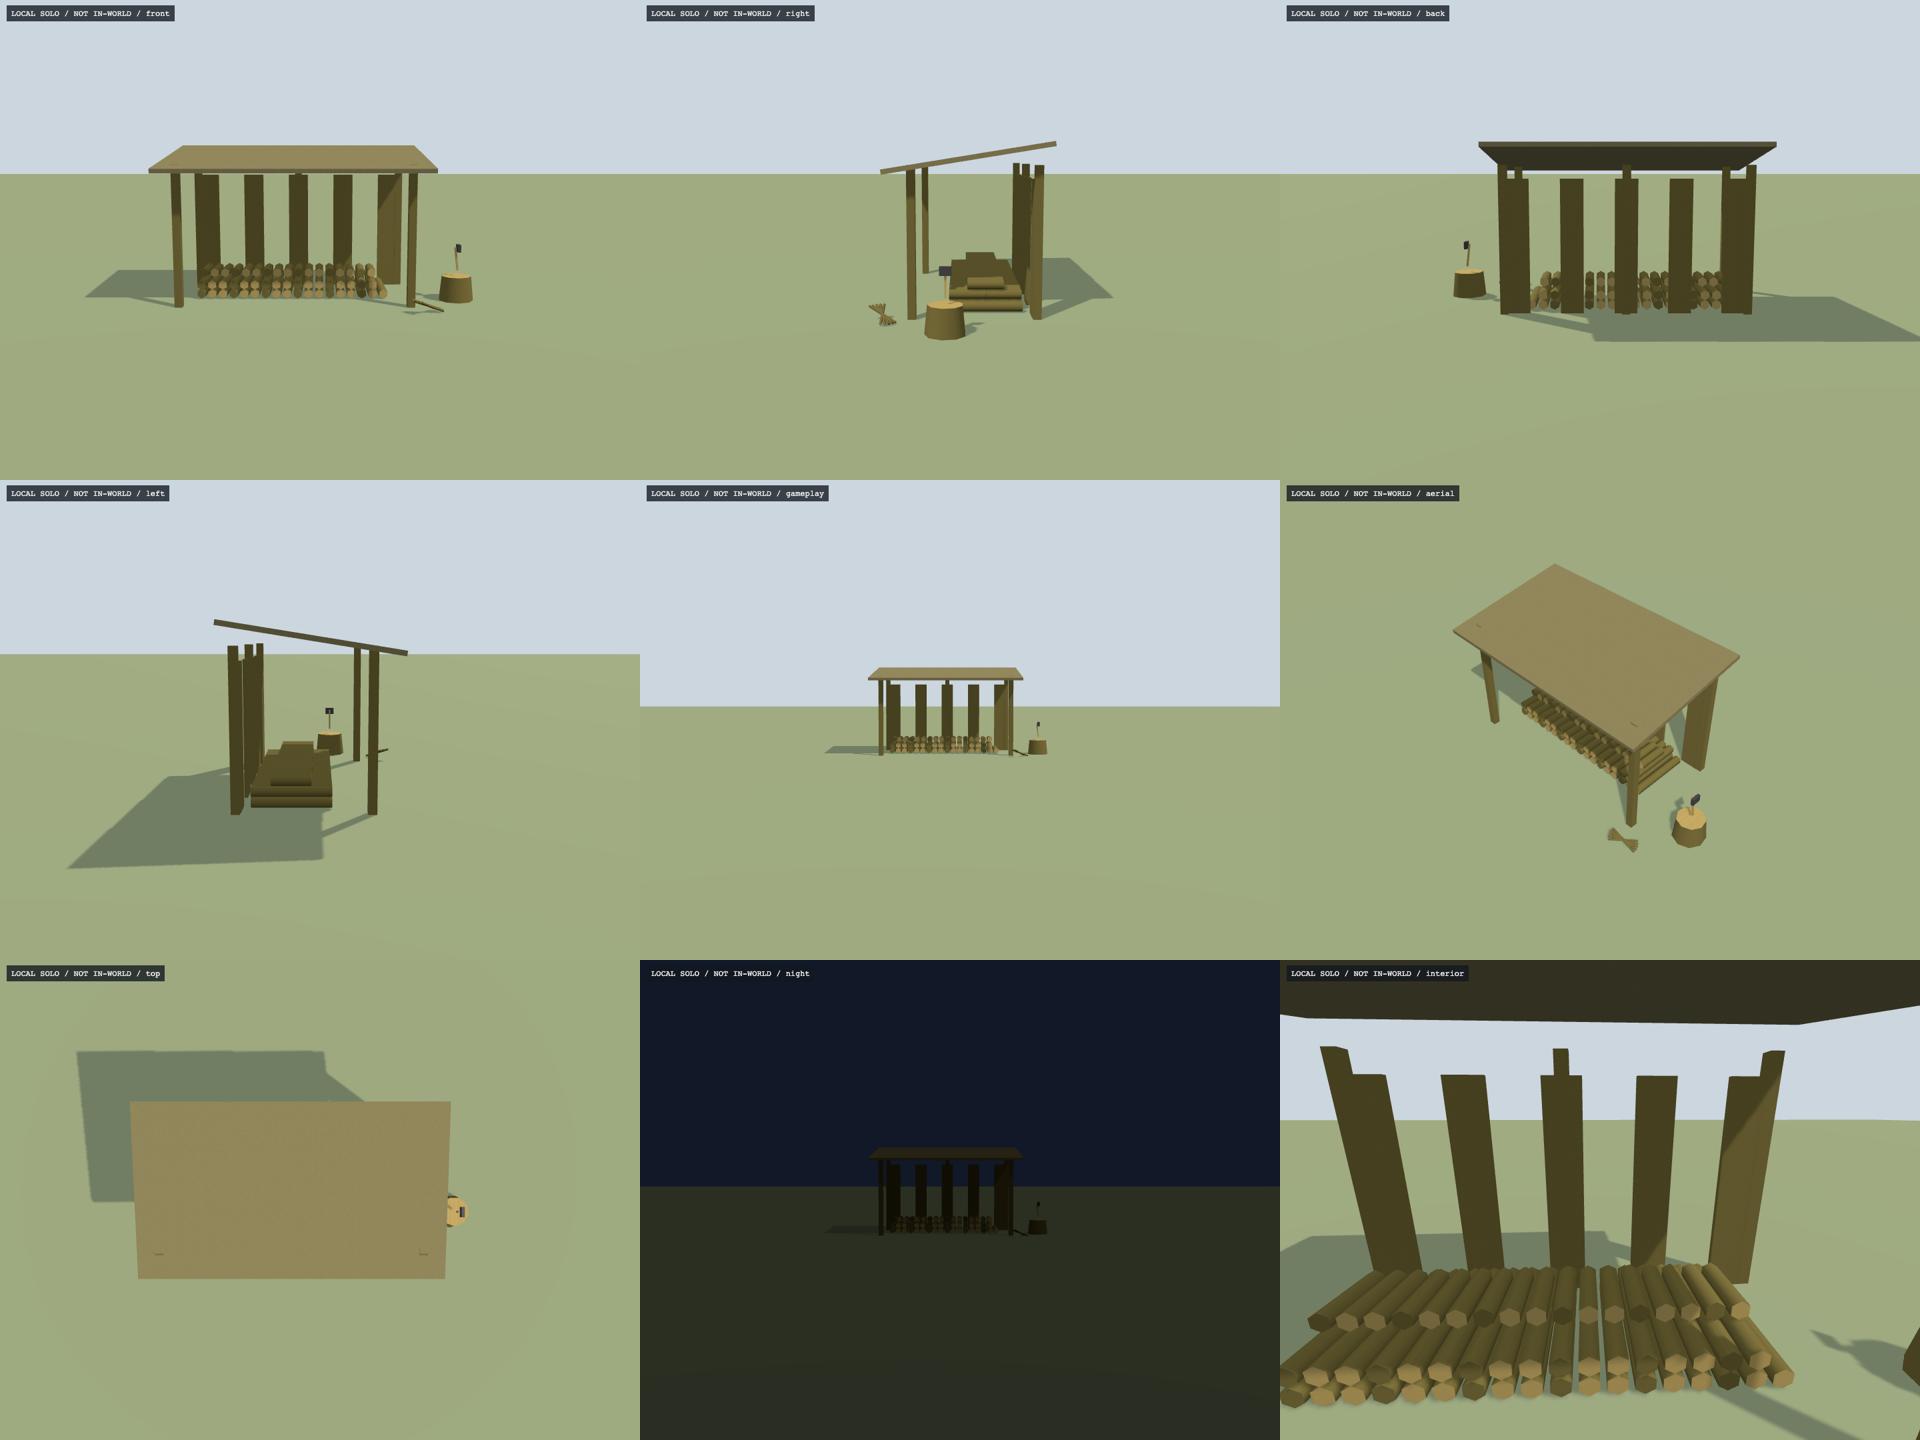 LOCAL SOLO / NOT IN-WORLD / front
LOCAL SOLO / NOT IN-WORLD / right
LOCAL SOLO / NOT IN-WORLD / back
LOCAL SOLO / NOT IN-WORLD / left
LOCAL SOLO / NOT IN-WORLD / gameplay
LOCAL SOLO / NOT IN-WORLD / aerial
LOCAL SOLO / NOT IN-WORLD / top
LOCAL SOLO / NOT IN-WORLD / night
LOCAL SOLO / NOT IN-WORLD / interior